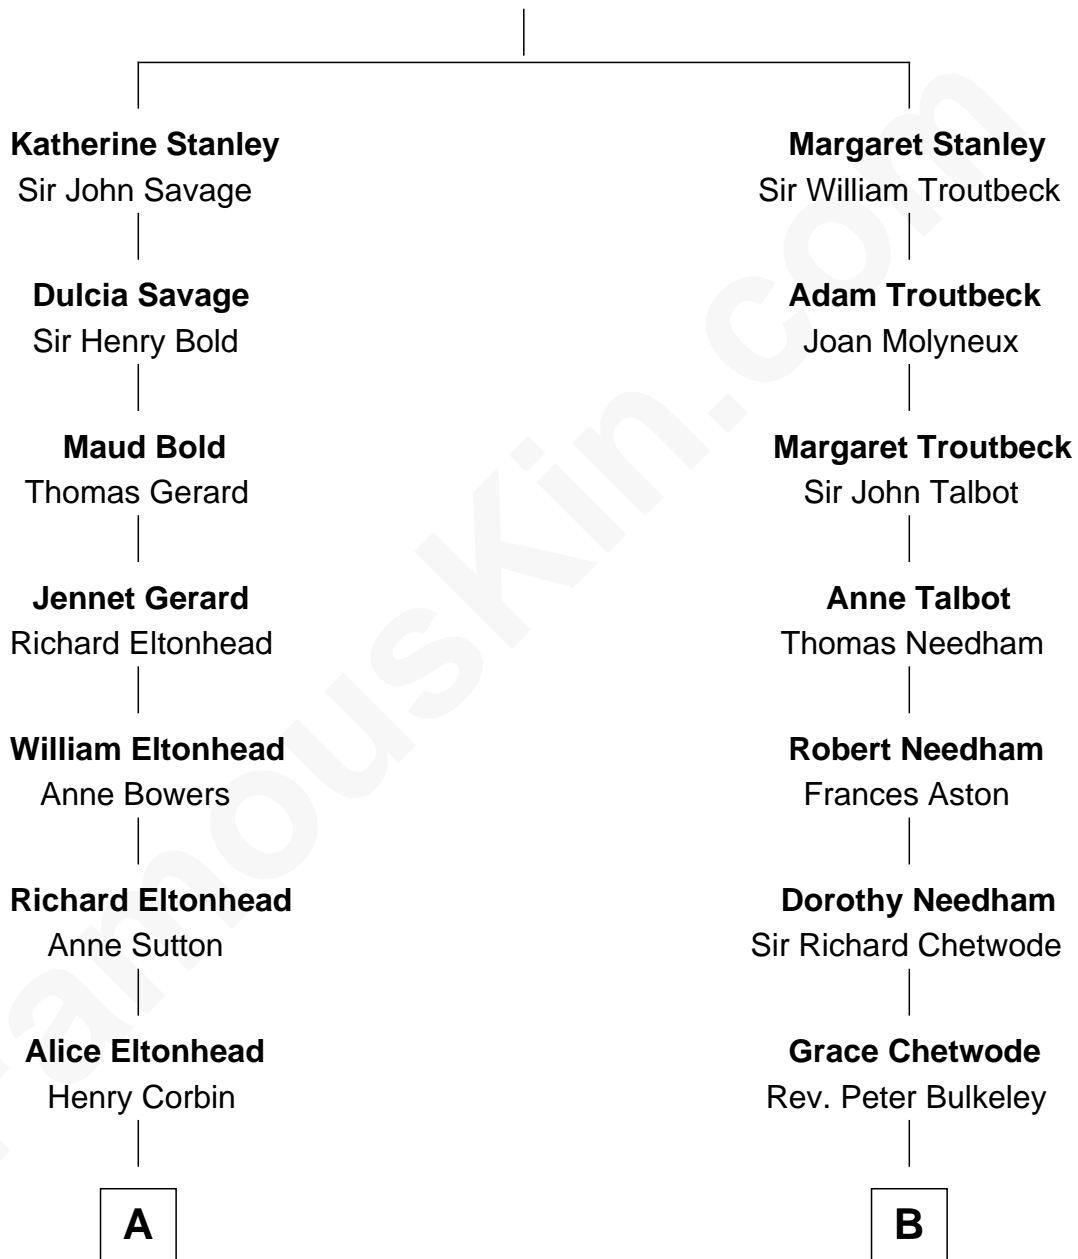 Katherine Stanley
Sir John Savage
Dulcia Savage
Sir Henry Bold
Maud Bold
Thomas Gerard
Jennet Gerard
Richard Eltonhead
William Eltonhead
Anne Bowers
Richard Eltonhead
Anne Sutton
Alice Eltonhead
Henry Corbin
A
Margaret Stanley
Sir William Troutbeck
Adam Troutbeck
Joan Molyneux
Margaret Troutbeck
Sir John Talbot
Anne Talbot
Thomas Needham
Robert Needham
Frances Aston
Dorothy Needham
Sir Richard Chetwode
Grace Chetwode
Rev. Peter Bulkeley
B
FamousKin.com